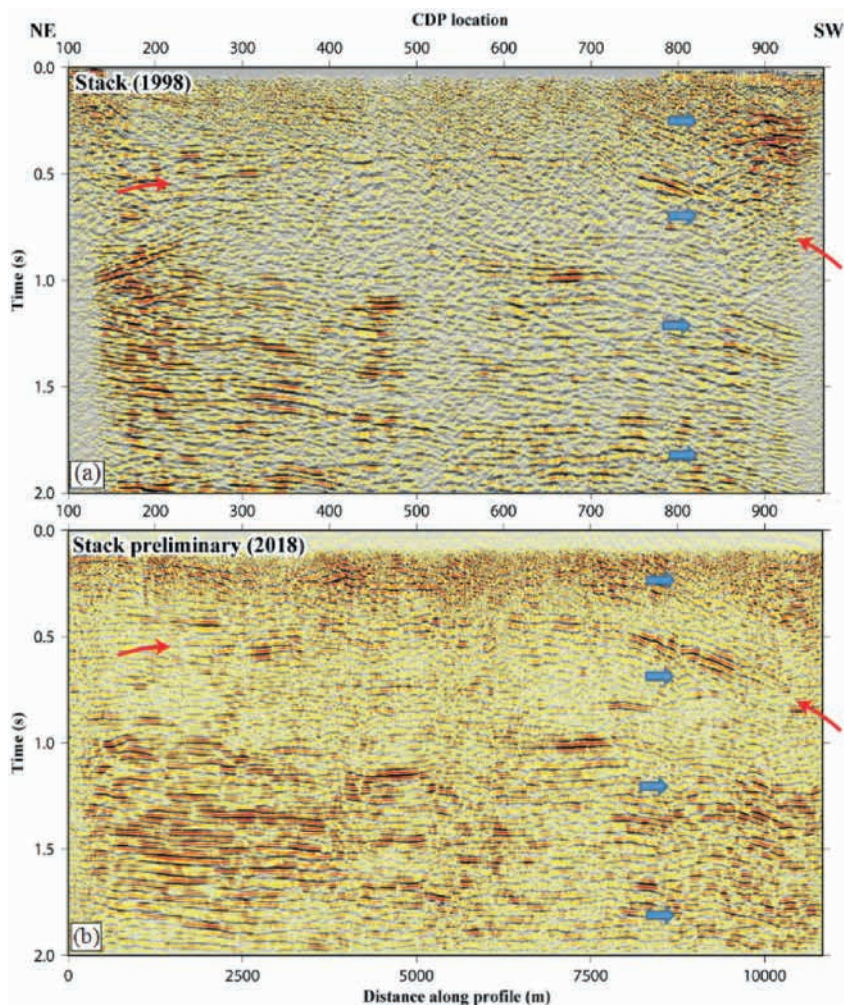 CDP location
NE SW
100 200 300 400 500 600 700 800 900
0.0
Stack (1998)
0.5
Time (s)
1.0
1.5
(a)
2.0
100 200 300 400 500 600 700 800 900
0.0
Stack preliminary (2018)
0.5
Time (s)
1.0
1.5
(b)
2.0
0 2500 5000 7500 10000
Distance along profile (m)